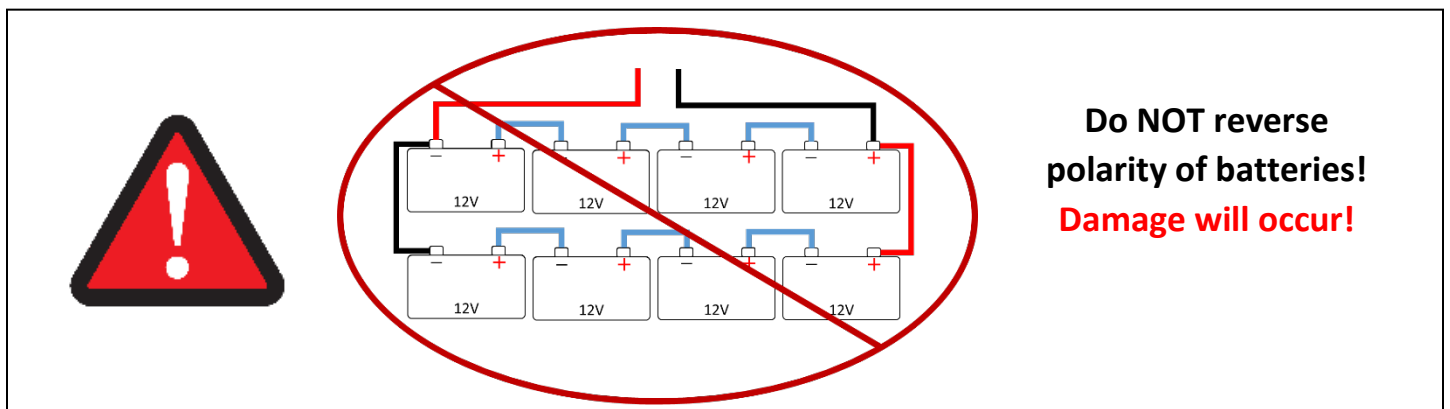 Do NOT reverse
polarity of batteries!
Damage will occur!
− + − + − + − +
12V 12V 12V 12V
− + − + − + − +
12V 12V 12V 12V